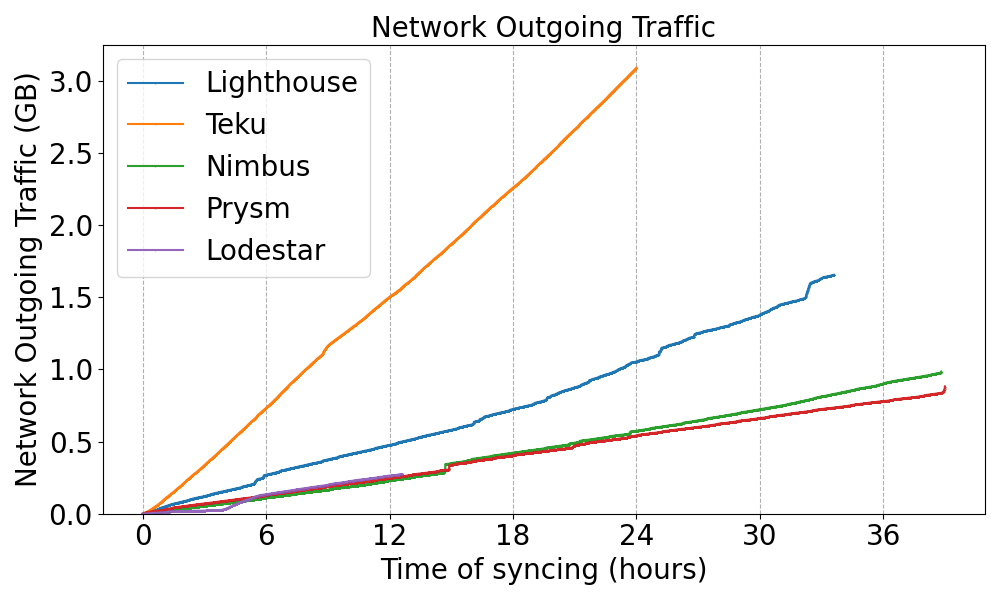 Network Outgoing Traffic
Network Outgoing Traffic (GB)
3.0
2.5
2.0
1.5
1.0
0.5
0.0
Lighthouse
Teku
Nimbus
Prysm
Lodestar
0 6 12 18 24 30 36
Time of syncing (hours)